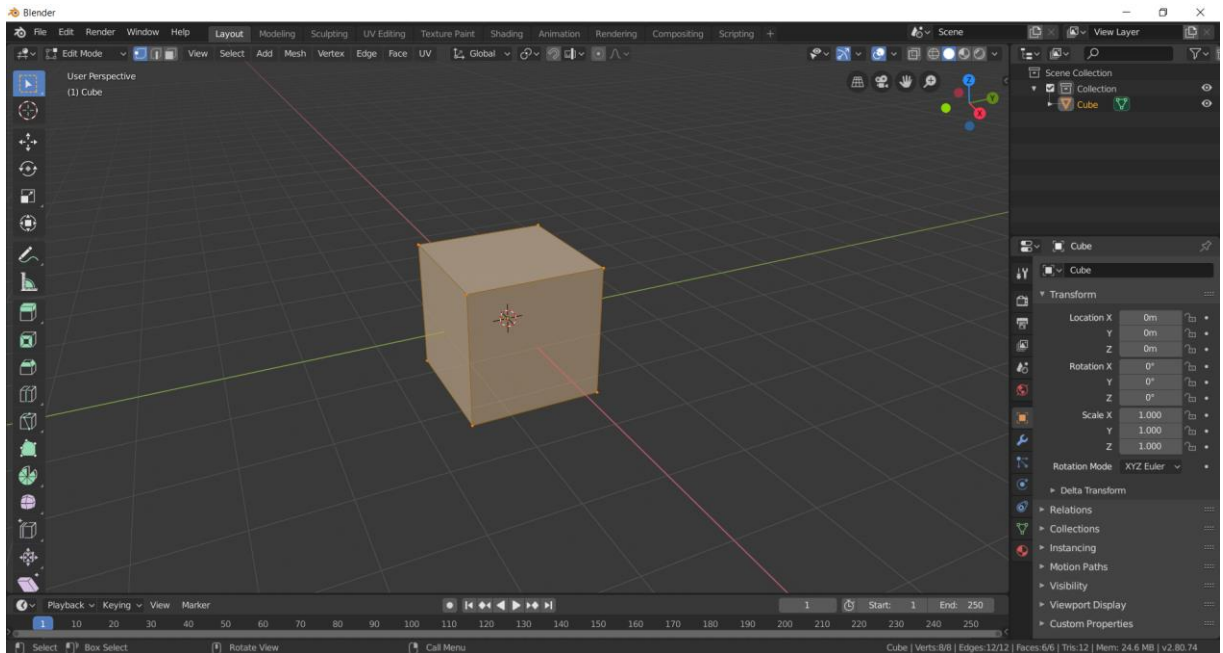 Blender
File Edit Render Window Help Layout Modeling Sculpting UV Editing Texture Paint Shading Animation Rendering Compositing Scripting + Scene View Layer
Edit Mode View Select Add Mesh Vertex Edge Face UV Global
User Perspective
(1) Cube
Z
Y
X
Scene Collection
Collection
Cube
Cube
Cube
Transform
Location X 0m
Y 0m
Z 0m
Rotation X 0°
Y 0°
Z 0°
Scale X 1.000
Y 1.000
Z 1.000
Rotation Mode XYZ Euler
Delta Transform
Relations
Collections
Instancing
Motion Paths
Visibility
Viewport Display
Custom Properties
Playback Keying View Marker 1 Start: 1 End: 250
1 10 20 30 40 50 60 70 80 90 100 110 120 130 140 150 160 170 180 190 200 210 220 230 240 250
Select Box Select Rotate View Call Menu Cube | Verts:8/8 | Edges:12/12 | Faces:6/6 | Tris:12 | Mem: 24.6 MB | v2.80.74